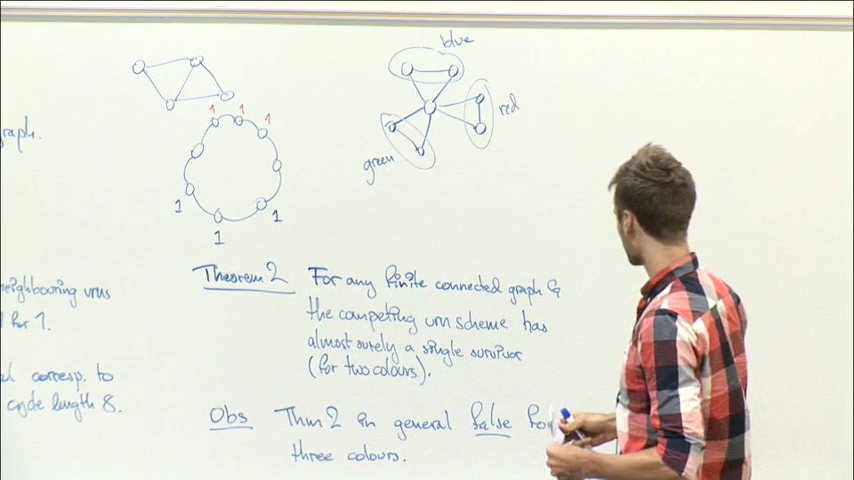 blue
red
green
1 1 1
1 1
1
graph.
neighbouring urns
for 1.
corresp. to
cycle length 8.
Theorem 2 For any finite connected graph G
the competing urn scheme has
almost surely a single survivor
(for two colours).
Obs Thm 2 in general false for
three colours.